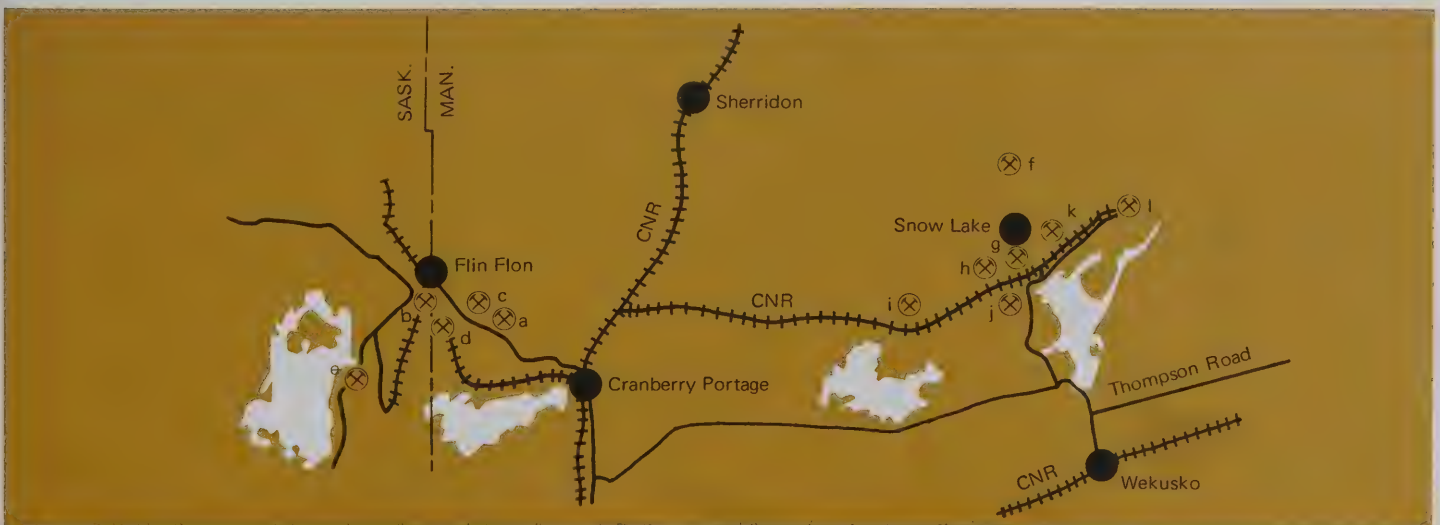 SASK.
MAN.
Sherridon
CNR
f
Snow Lake
k
l
g
h
Flin Flon
c
a
b
d
e
CNR
i
j
Cranberry Portage
Thompson Road
CNR
Wekusko